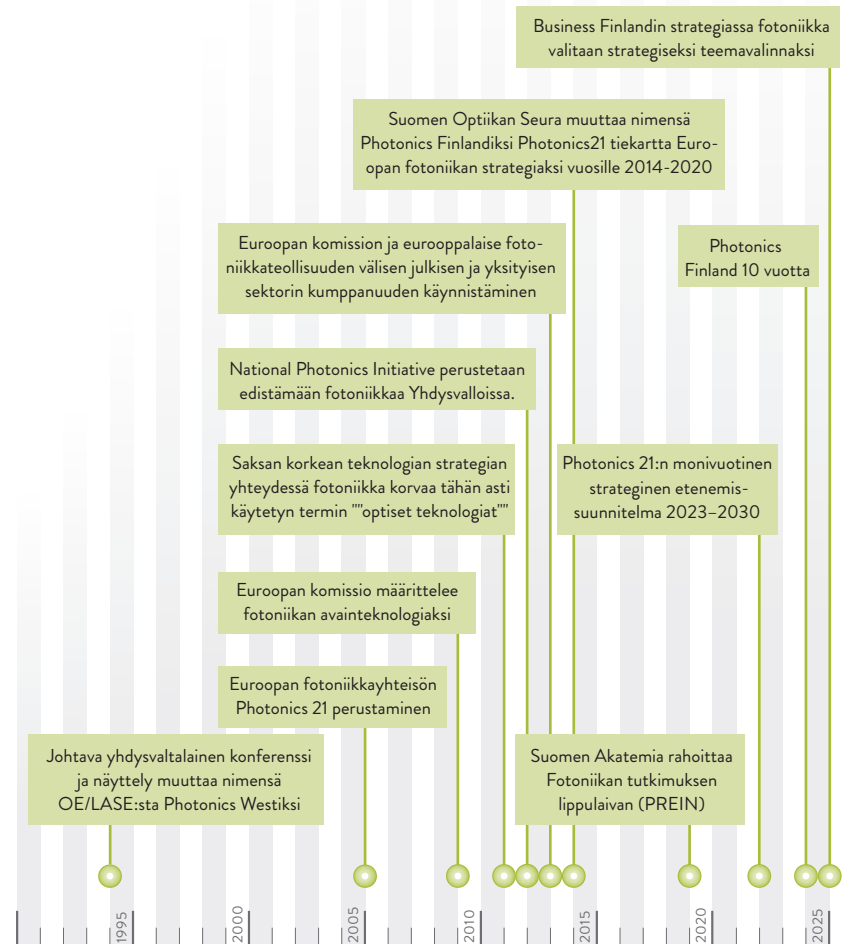 Business Finlandin strategiassa fotoniikka
valitaan strategiseksi teemavalinnaksi
Suomen Optiikan Seura muuttaa nimensä
Photonics Finlandiksi Photonics21 tiekartta Euro-
opan fotoniikan strategiaksi vuosille 2014-2020
Euroopan komission ja eurooppalaise foto-
niikkateollisuuden välisen julkisen ja yksityisen
sektorin kumppanuuden käynnistäminen
Photonics
Finland 10 vuotta
National Photonics Initiative perustetaan
edistämään fotoniikkaa Yhdysvalloissa.
Saksan korkean teknologian strategian
yhteydessä fotoniikka korvaa tähän asti
käytetyn termin ""optiset teknologiat""
Photonics 21:n monivuotinen
strateginen etenemis-
suunnitelma 2023–2030
Euroopan komissio määrittelee
fotoniikan avainteknologiaksi
Euroopan fotoniikkayhteisön
Photonics 21 perustaminen
Johtava yhdysvaltalainen konferenssi
ja näyttely muuttaa nimensä
OE/LASE:sta Photonics Westiksi
Suomen Akatemia rahoittaa
Fotoniikan tutkimuksen
lippulaivan (PREIN)
1995
2000
2005
2010
2015
2020
2025